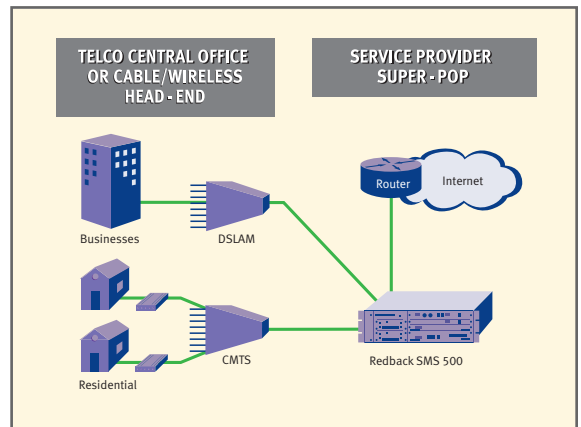 TELCO CENTRAL OFFICE
OR CABLE/WIRELESS
HEAD - END
SERVICE PROVIDER
SUPER - POP
Router
Internet
Businesses
DSLAM
Residential
CMTS
Redback SMS 500